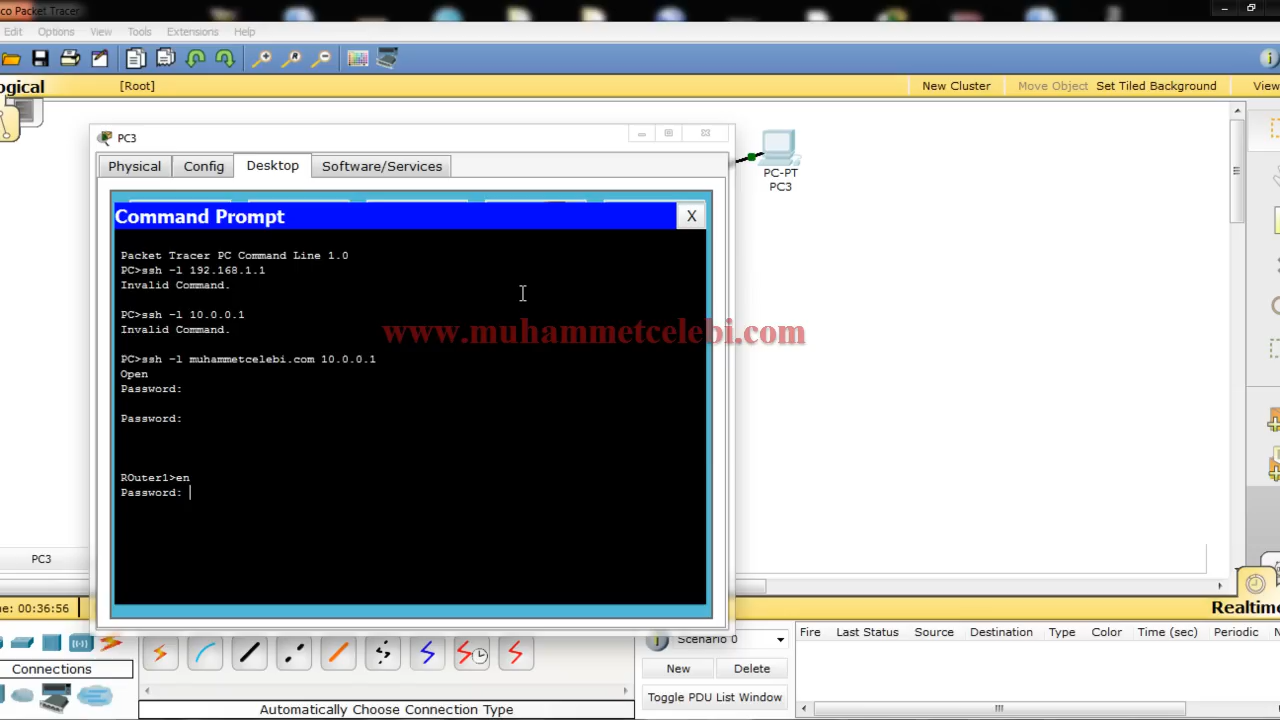 co Packet Tracer
Edit Options View Tools Extensions Help
ogical [Root] New Cluster Move Object Set Tiled Background View
PC3
Physical Config Desktop Software/Services
PC-PT
PC3
Command Prompt X
Packet Tracer PC Command Line 1.0
PC>ssh -l 192.168.1.1
Invalid Command.
PC>ssh -l 10.0.0.1
Invalid Command.
www.muhammetcelebi.com
PC>ssh -l muhammetcelebi.com 10.0.0.1
Open
Password:
Password:
ROuter1>en
Password:
PC3
ne: 00:36:56
Realtime
Connections
Automatically Choose Connection Type
Scenario 0
New Delete
Toggle PDU List Window
Fire Last Status Source Destination Type Color Time (sec) Periodic N